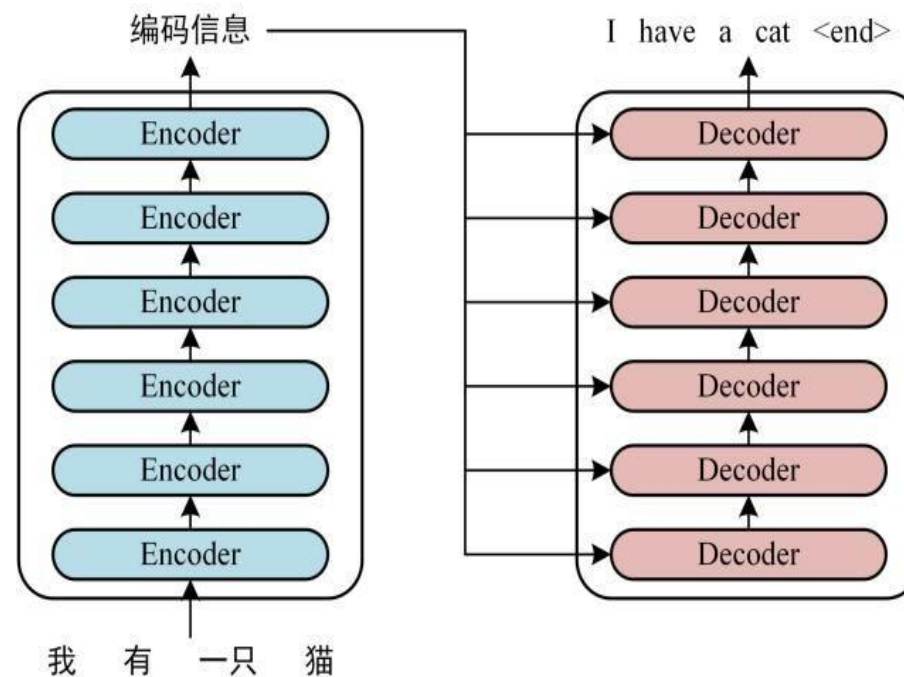 编码信息
I have a cat <end>
Encoder
Decoder
Encoder
Decoder
Encoder
Decoder
Encoder
Decoder
Encoder
Decoder
Encoder
Decoder
我 有 一只 猫